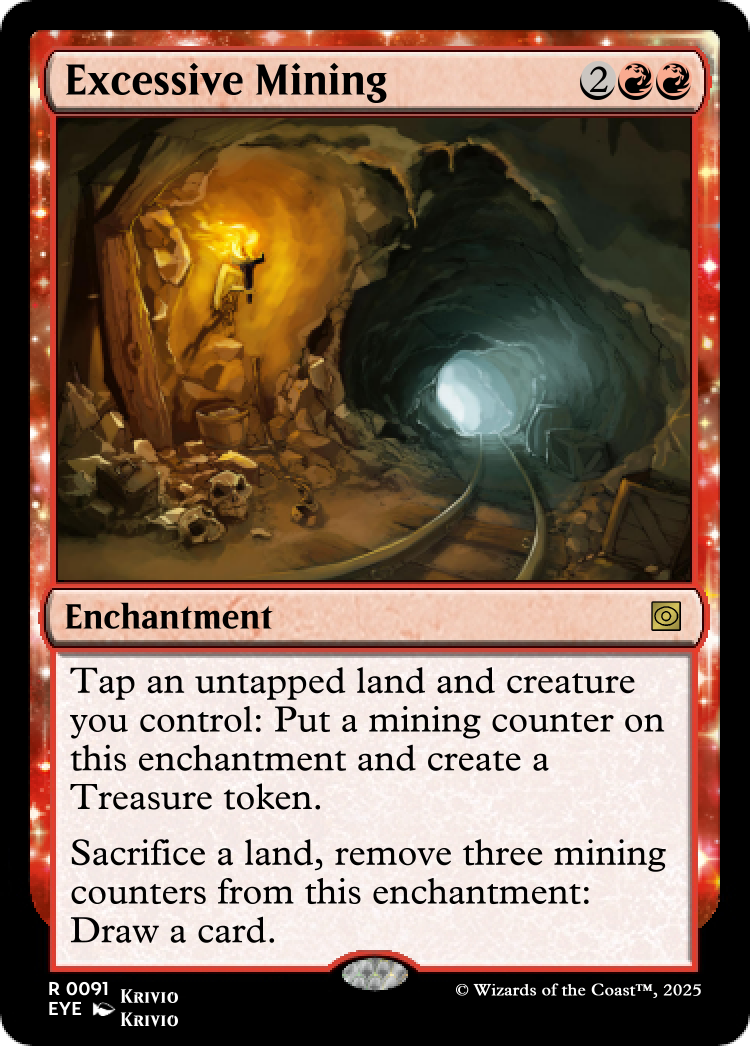 Excessive Mining 2
Enchantment
Tap an untapped land and creature
you control: Put a mining counter on
this enchantment and create a
Treasure token.
Sacrifice a land, remove three mining
counters from this enchantment:
Draw a card.
R 0091
EYE Krivio
Krivio
© Wizards of the Coast™, 2025